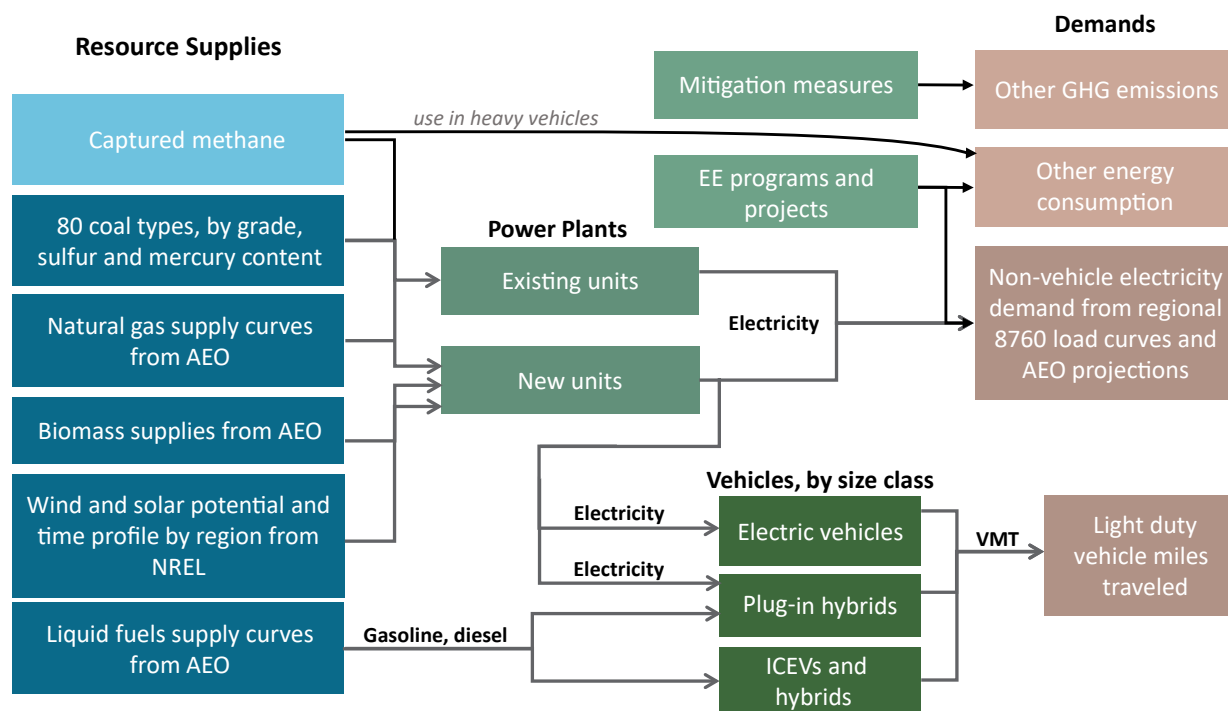 Resource Supplies
Captured methane
80 coal types, by grade,
sulfur and mercury content
Natural gas supply curves
from AEO
Biomass supplies from AEO
Wind and solar potential and
time profile by region from
NREL
Liquid fuels supply curves
from AEO
use in heavy vehicles
Power Plants
Existing units
New units
Electricity
Electricity
Electricity
Gasoline, diesel
Mitigation measures
EE programs and
projects
Vehicles, by size class
Electric vehicles
Plug-in hybrids
ICEVs and
hybrids
VMT
Demands
Other GHG emissions
Other energy
consumption
Non-vehicle electricity
demand from regional
8760 load curves and
AEO projections
Light duty
vehicle miles
traveled